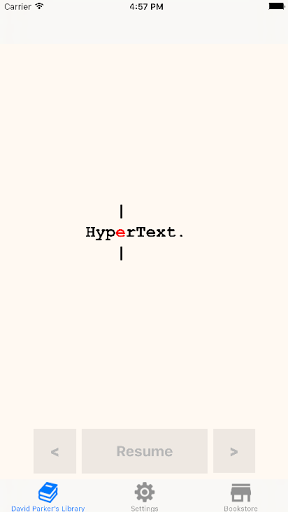 Carrier 4:57 PM
HyperText.
< Resume >
David Parker's Library Settings Bookstore